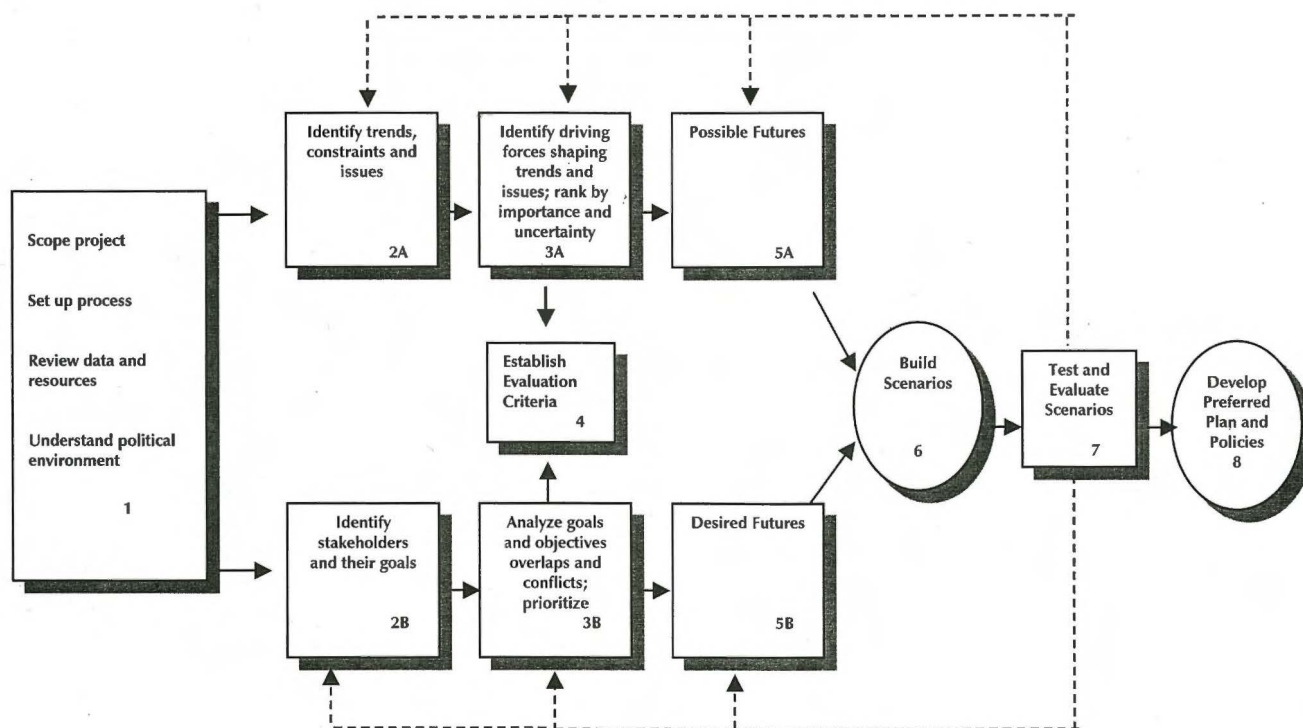 Scope project
Set up process
Review data and
resources
Understand political
environment
1
Identify trends,
constraints and
issues
2A
Identify driving
forces shaping
trends and
issues; rank by
importance and
uncertainty
3A
Possible Futures
5A
Establish
Evaluation
Criteria
4
Identify
stakeholders
and their goals
2B
Analyze goals
and objectives
overlaps and
conflicts;
prioritize
3B
Desired Futures
5B
Build
Scenarios
6
Test and
Evaluate
Scenarios
7
Develop
Preferred
Plan and
Policies
8